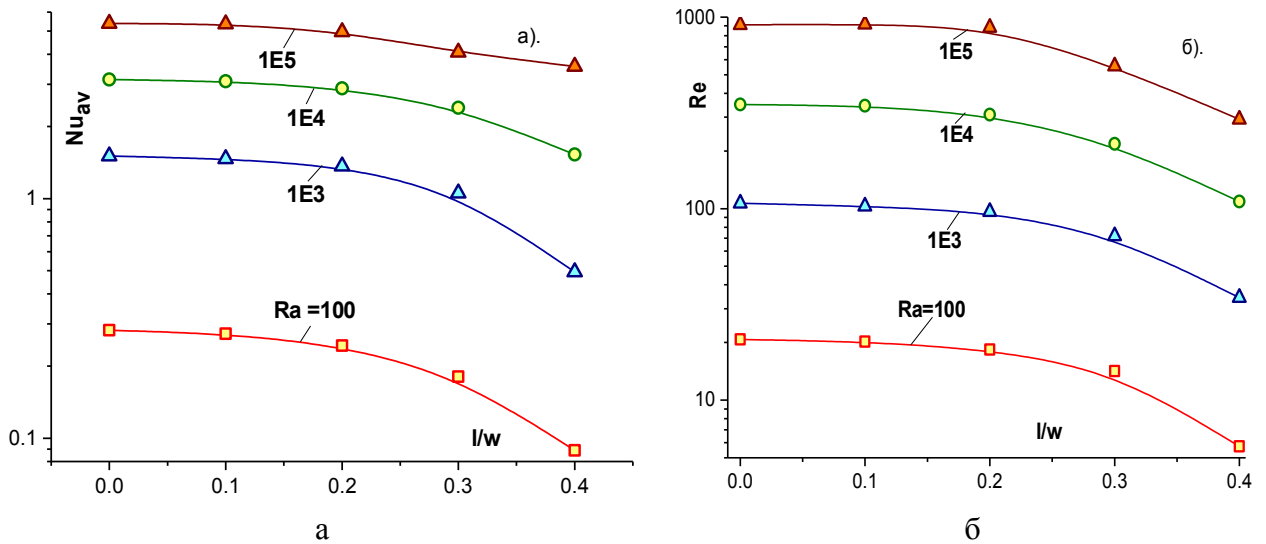 a).
Nu_av
1E5
1E4
1E3
Ra =100
1
0.1
l/w
0.0 0.1 0.2 0.3 0.4
а
б).
Re
1000
100
10
1E5
1E4
1E3
Ra=100
l/w
0.0 0.1 0.2 0.3 0.4
б